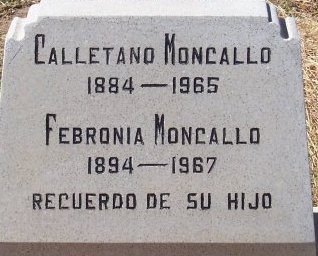 CALLETANO MONCALLO
1884—1965
FEBRONIA MONCALLO
1894—1967
RECUERDO DE SU HIJO